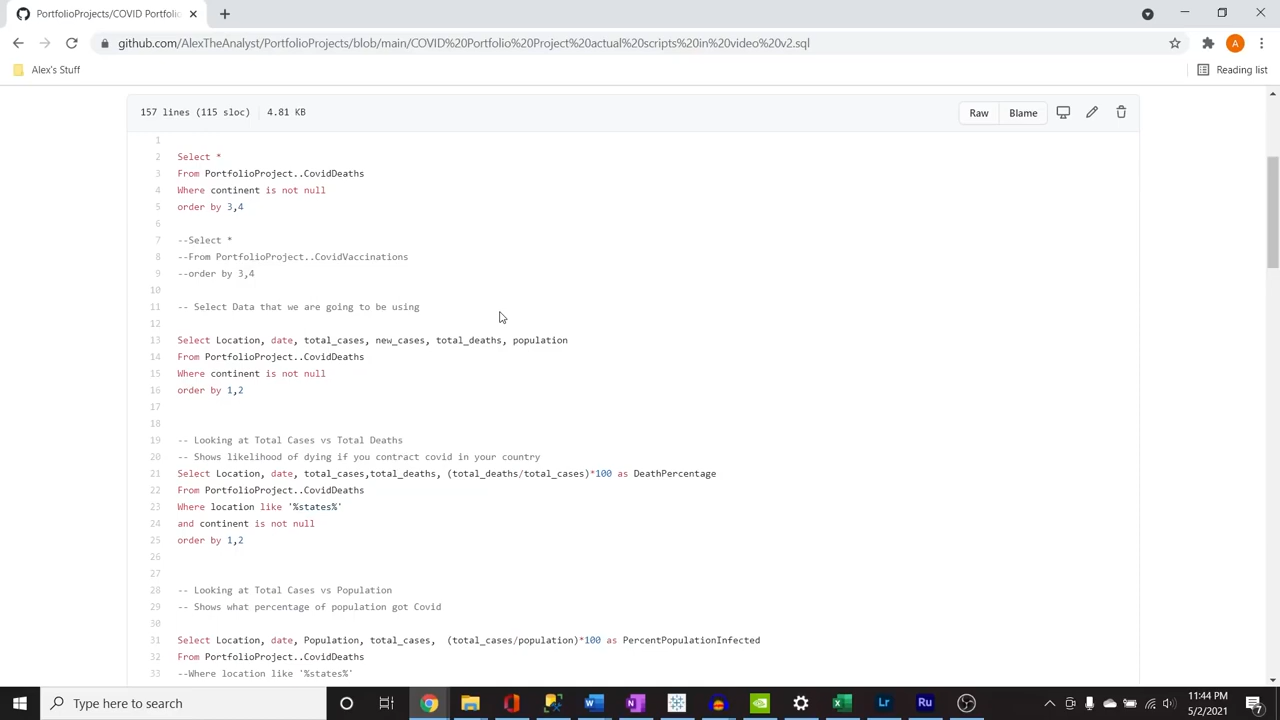 PortfolioProjects/COVID Portfolio
github.com/AlexTheAnalyst/PortfolioProjects/blob/main/COVID%20Portfolio%20Project%20actual%20scripts%20in%20video%20v2.sql
A
Alex's Stuff
Reading list
157 lines (115 sloc) 4.81 KB
Raw
Blame
1
2 Select *
3 From PortfolioProject..CovidDeaths
4 Where continent is not null
5 order by 3,4
6
7 --Select *
8 --From PortfolioProject..CovidVaccinations
9 --order by 3,4
10
11 -- Select Data that we are going to be using
12
13 Select Location, date, total_cases, new_cases, total_deaths, population
14 From PortfolioProject..CovidDeaths
15 Where continent is not null
16 order by 1,2
17
18
19 -- Looking at Total Cases vs Total Deaths
20 -- Shows likelihood of dying if you contract covid in your country
21 Select Location, date, total_cases,total_deaths, (total_deaths/total_cases)*100 as DeathPercentage
22 From PortfolioProject..CovidDeaths
23 Where location like '%states%'
24 and continent is not null
25 order by 1,2
26
27
28 -- Looking at Total Cases vs Population
29 -- Shows what percentage of population got Covid
30
31 Select Location, date, Population, total_cases,  (total_cases/population)*100 as PercentPopulationInfected
32 From PortfolioProject..CovidDeaths
33 --Where location like '%states%'
Type here to search
W
N
X
Lr
Ru
11:44 PM
5/2/2021
7